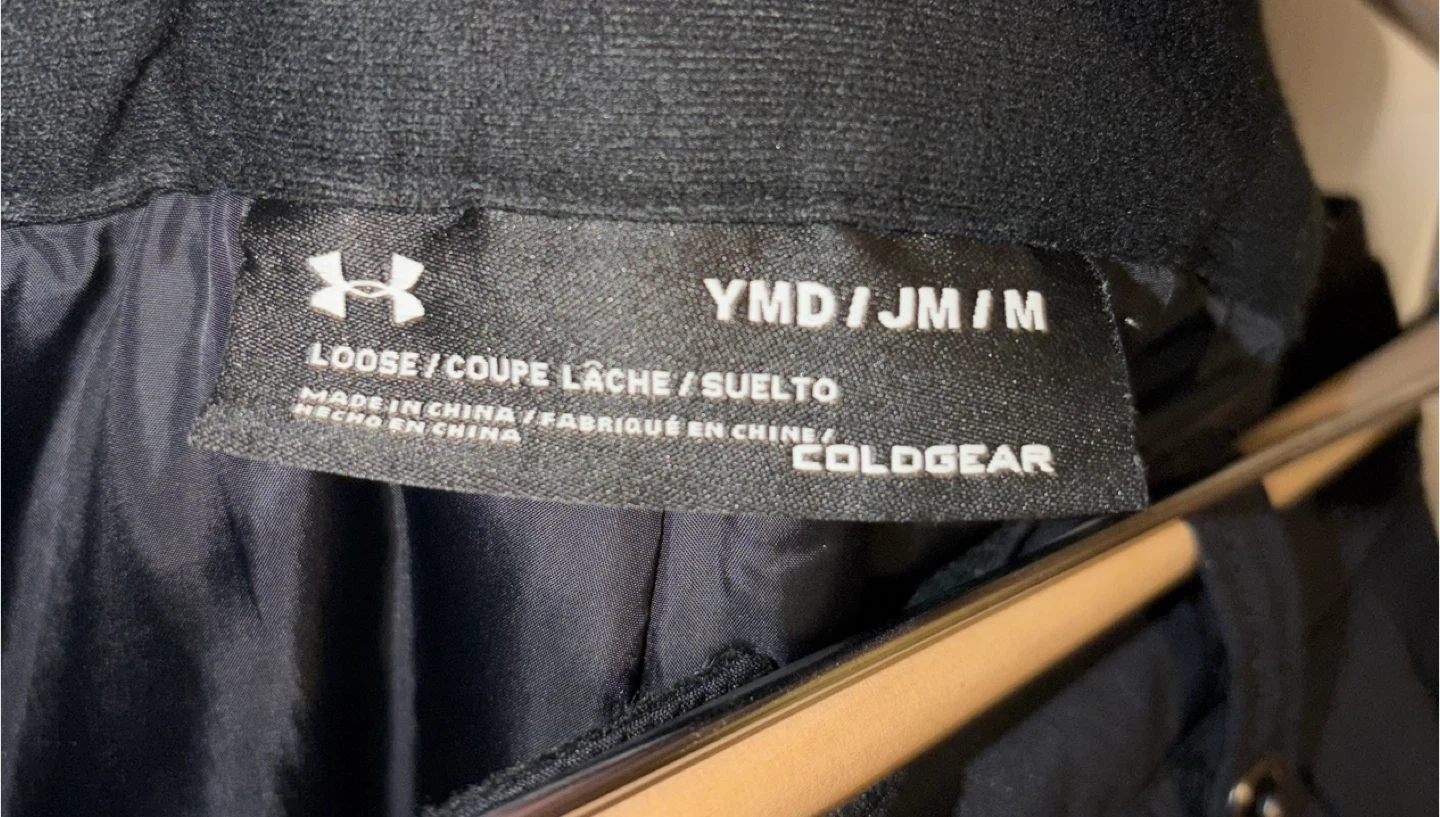 YMD / JM / M
LOOSE / COUPE LÂCHE / SUELTO
MADE IN CHINA / FABRIQUÉ EN CHINE /
HECHO EN CHINA
COLDGEAR